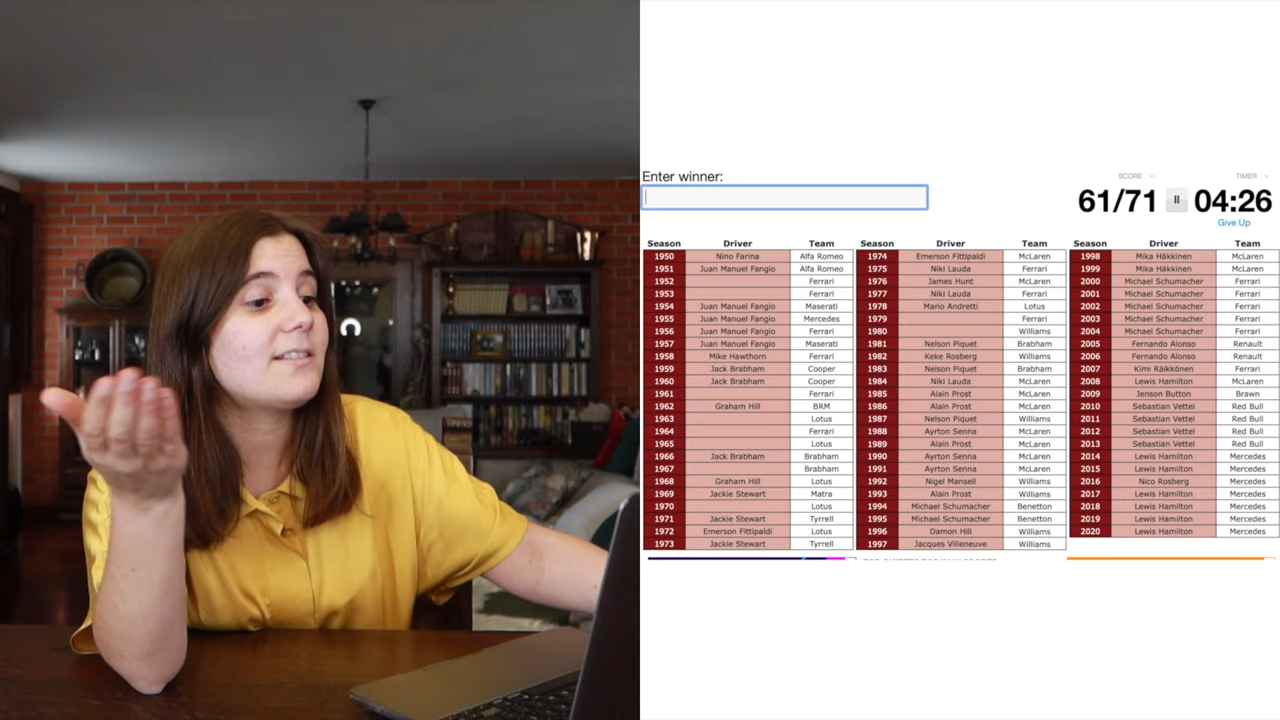 Enter winner:
SCORE TIMER
61/71 04:26
Give Up
Season Driver Team Season Driver Team Season Driver Team
1950 Nino Farina Alfa Romeo 1974 Emerson Fittipaldi McLaren 1998 Mika Häkkinen McLaren
1951 Juan Manuel Fangio Alfa Romeo 1975 Niki Lauda Ferrari 1999 Mika Häkkinen McLaren
1952 Ferrari 1976 James Hunt McLaren 2000 Michael Schumacher Ferrari
1953 Ferrari 1977 Niki Lauda Ferrari 2001 Michael Schumacher Ferrari
1954 Juan Manuel Fangio Maserati 1978 Mario Andretti Lotus 2002 Michael Schumacher Ferrari
1955 Juan Manuel Fangio Mercedes 1979 Ferrari 2003 Michael Schumacher Ferrari
1956 Juan Manuel Fangio Ferrari 1980 Williams 2004 Michael Schumacher Ferrari
1957 Juan Manuel Fangio Maserati 1981 Nelson Piquet Brabham 2005 Fernando Alonso Renault
1958 Mike Hawthorn Ferrari 1982 Keke Rosberg Williams 2006 Fernando Alonso Renault
1959 Jack Brabham Cooper 1983 Nelson Piquet Brabham 2007 Kimi Räikkönen Ferrari
1960 Jack Brabham Cooper 1984 Niki Lauda McLaren 2008 Lewis Hamilton McLaren
1961 Ferrari 1985 Alain Prost McLaren 2009 Jenson Button Brawn
1962 Graham Hill BRM 1986 Alain Prost McLaren 2010 Sebastian Vettel Red Bull
1963 Lotus 1987 Nelson Piquet Williams 2011 Sebastian Vettel Red Bull
1964 Ferrari 1988 Ayrton Senna McLaren 2012 Sebastian Vettel Red Bull
1965 Lotus 1989 Alain Prost McLaren 2013 Sebastian Vettel Red Bull
1966 Jack Brabham Brabham 1990 Ayrton Senna McLaren 2014 Lewis Hamilton Mercedes
1967 Brabham 1991 Ayrton Senna McLaren 2015 Lewis Hamilton Mercedes
1968 Graham Hill Lotus 1992 Nigel Mansell Williams 2016 Nico Rosberg Mercedes
1969 Jackie Stewart Matra 1993 Alain Prost Williams 2017 Lewis Hamilton Mercedes
1970 Lotus 1994 Michael Schumacher Benetton 2018 Lewis Hamilton Mercedes
1971 Jackie Stewart Tyrrell 1995 Michael Schumacher Benetton 2019 Lewis Hamilton Mercedes
1972 Emerson Fittipaldi Lotus 1996 Damon Hill Williams 2020 Lewis Hamilton Mercedes
1973 Jackie Stewart Tyrrell 1997 Jacques Villeneuve Williams